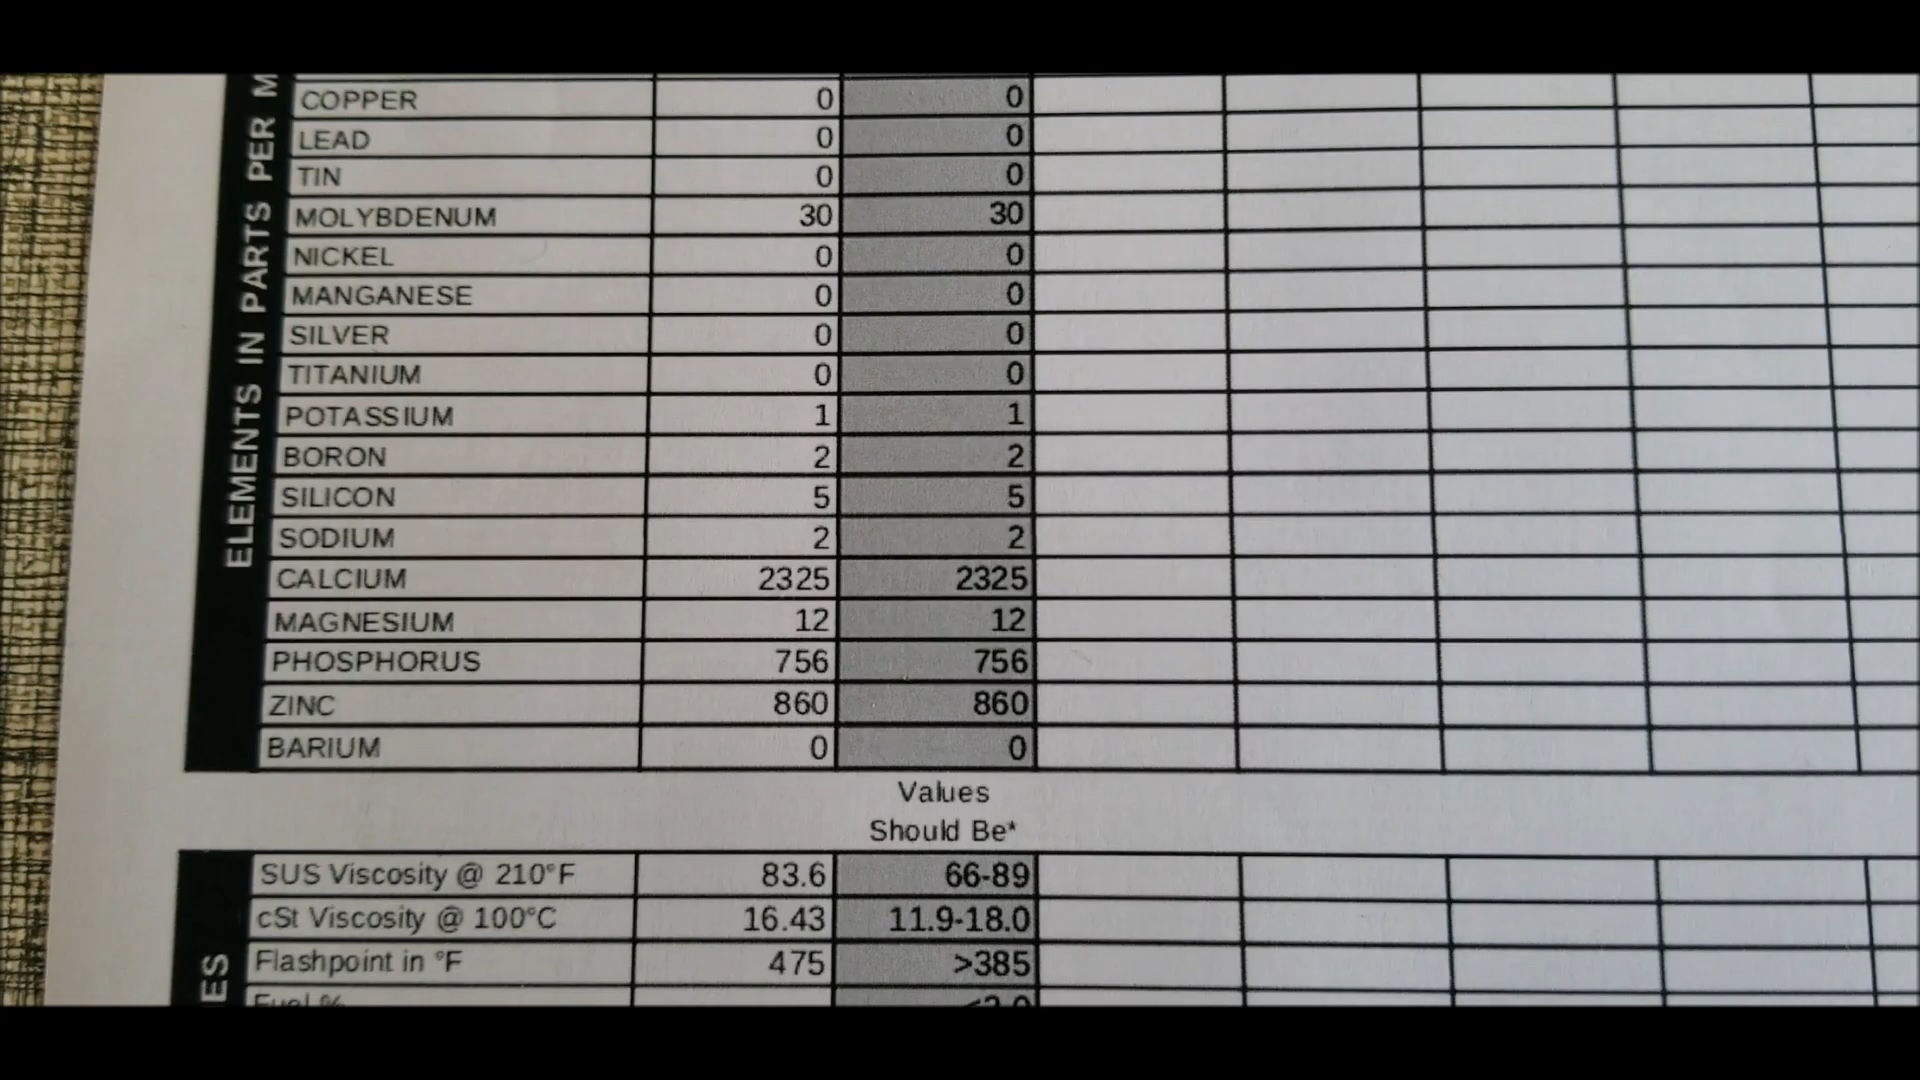 ELEMENTS IN PARTS PER M
COPPER 0 0
LEAD 0 0
TIN 0 0
MOLYBDENUM 30 30
NICKEL 0 0
MANGANESE 0 0
SILVER 0 0
TITANIUM 0 0
POTASSIUM 1 1
BORON 2 2
SILICON 5 5
SODIUM 2 2
CALCIUM 2325 2325
MAGNESIUM 12 12
PHOSPHORUS 756 756
ZINC 860 860
BARIUM 0 0
Values
Should Be*
ES
SUS Viscosity @ 210°F 83.6 66-89
cSt Viscosity @ 100°C 16.43 11.9-18.0
Flashpoint in °F 475 >385
Fuel % <2.0